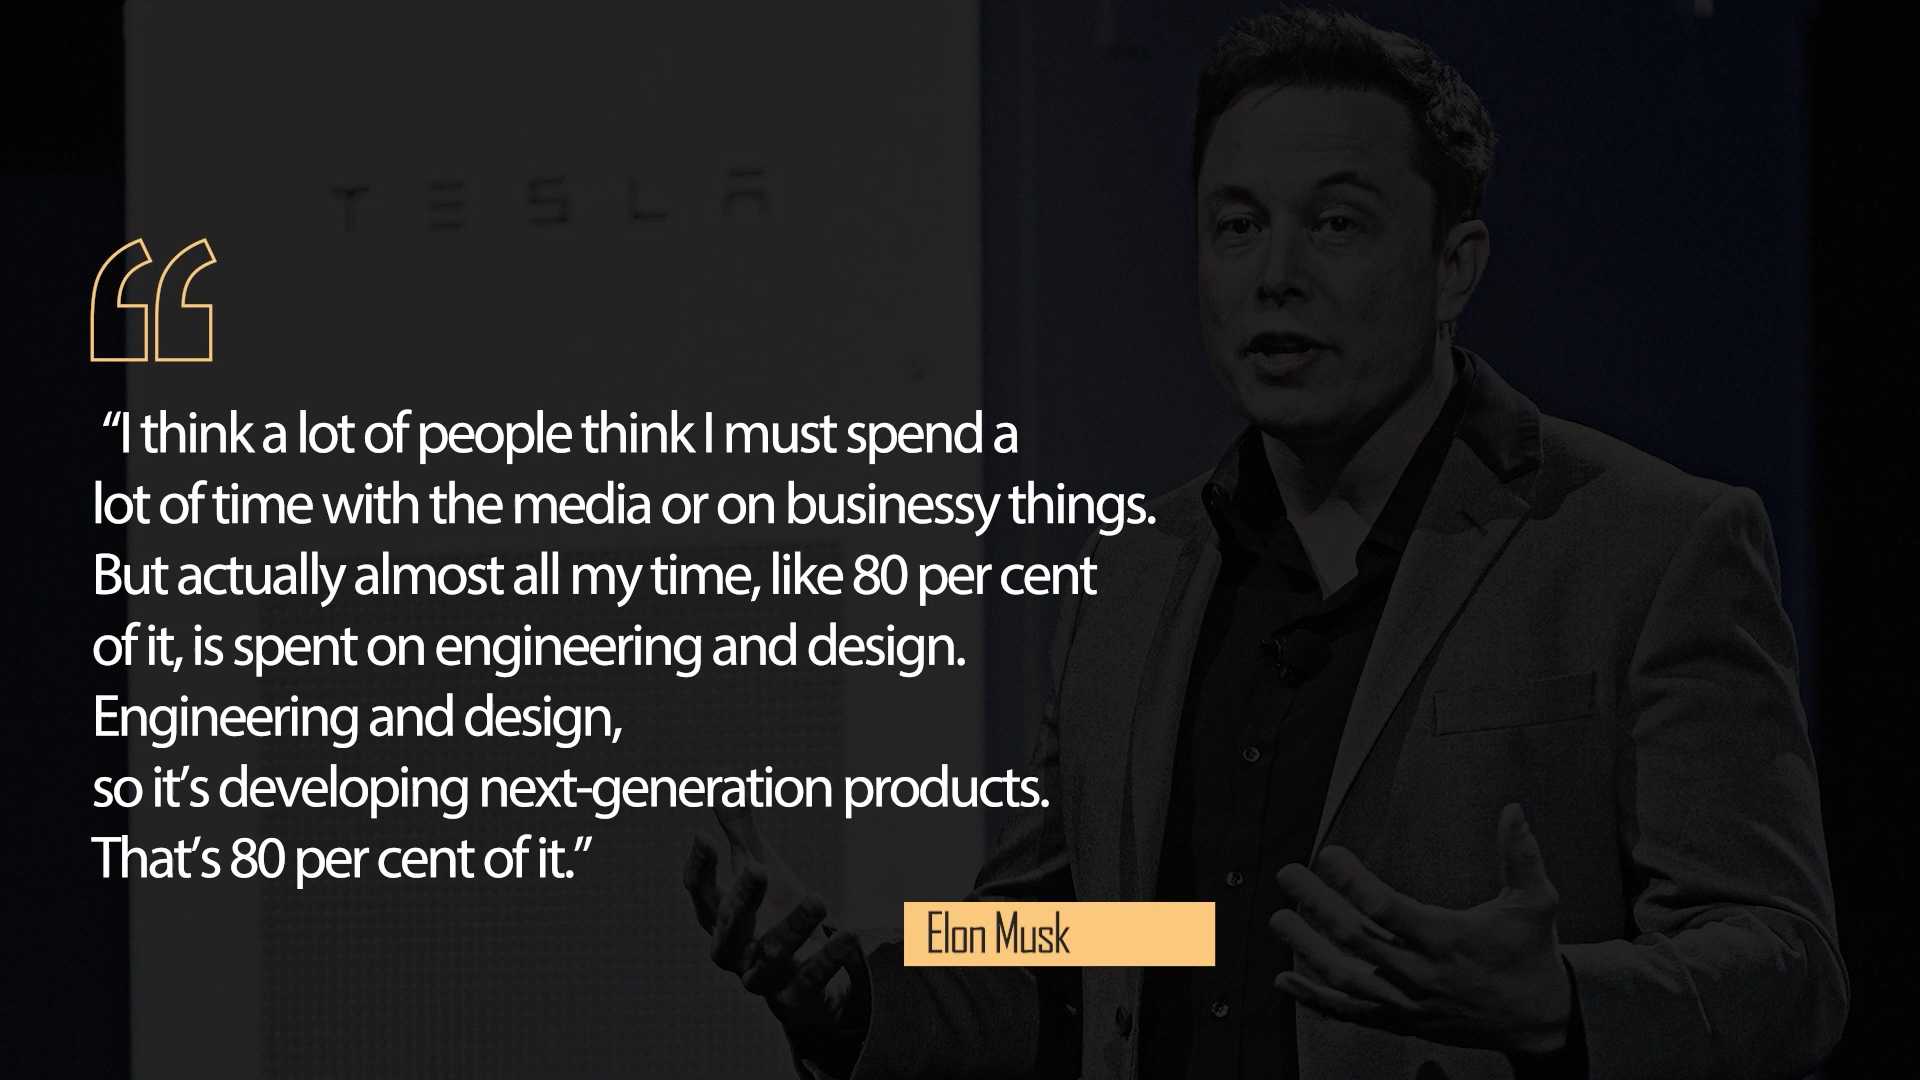 TESLA
“I think a lot of people think I must spend a
lot of time with the media or on businessy things.
But actually almost all my time, like 80 per cent
of it, is spent on engineering and design.
Engineering and design,
so it’s developing next-generation products.
That’s 80 per cent of it.”
Elon Musk